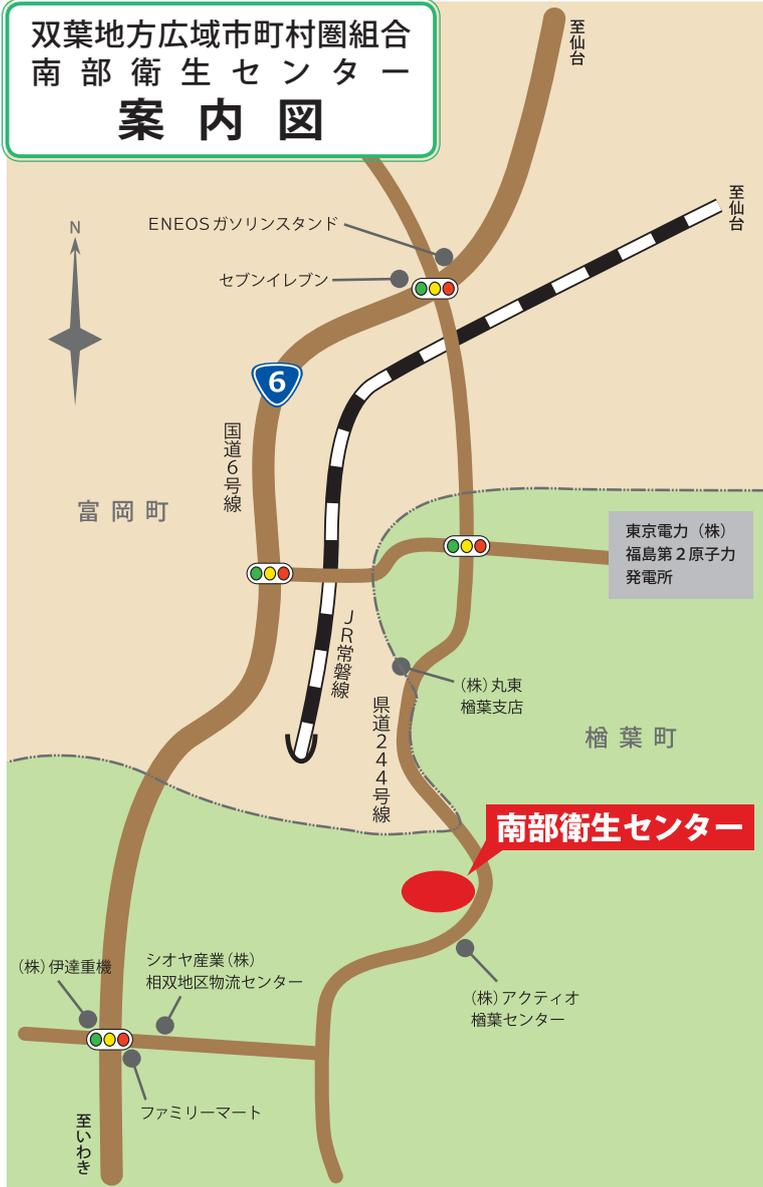 双葉地方広域市町村圏組合
南部衛生センター
案内図
至仙台
至仙台
N
ENEOSガソリンスタンド
セブンイレブン
6
国道6号線
富岡町
東京電力（株）
福島第２原子力
発電所
JR常磐線
（株）丸東
楢葉支店
県道244号線
楢葉町
南部衛生センター
（株）伊達重機
シオヤ産業（株）
相双地区物流センター
（株）アクティオ
楢葉センター
ファミリーマート
至いわき